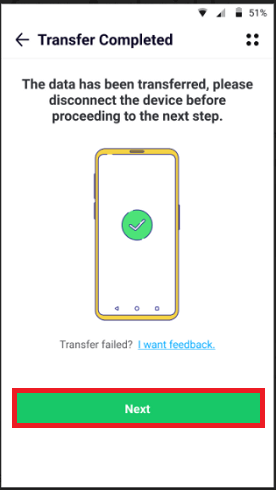 51%
Transfer Completed
The data has been transferred, please
disconnect the device before
proceeding to the next step.
Transfer failed? I want feedback.
Next